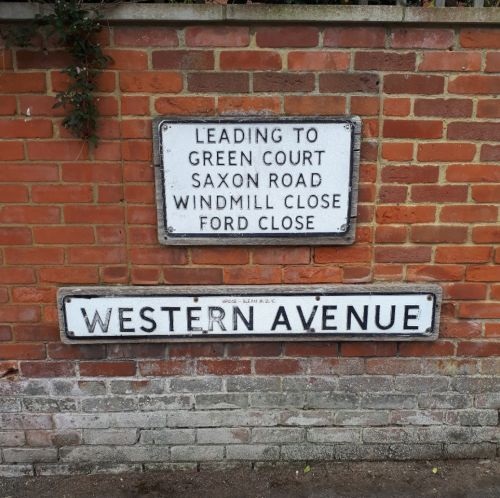 LEADING TO
GREEN COURT
SAXON ROAD
WINDMILL CLOSE
FORD CLOSE
WESTERN AVENUE